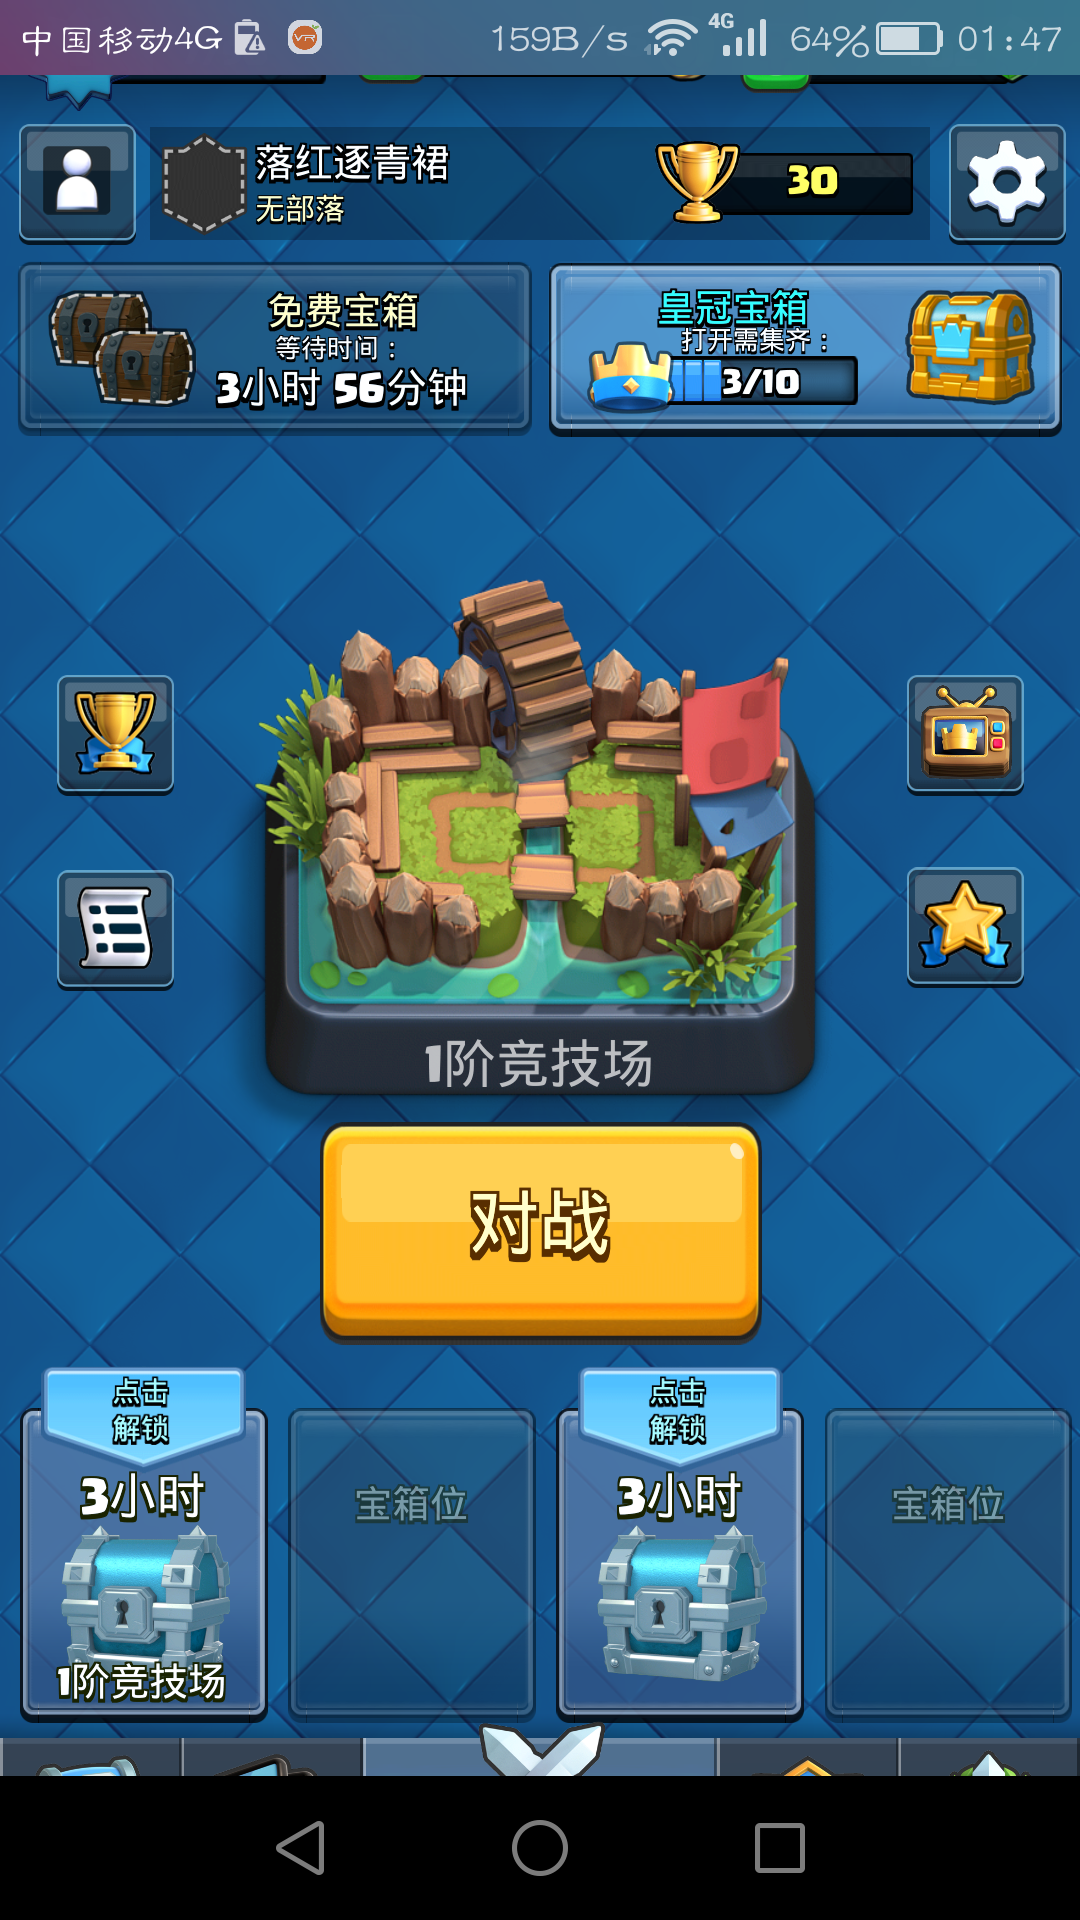 中国移动4G
VR
159B/s
4G
64%
01:47
落红逐青裙
无部落
30
免费宝箱
等待时间：
3小时 56分钟
皇冠宝箱
打开需集齐：
3/10
1阶竞技场
对战
点击
解锁
3小时
1阶竞技场
宝箱位
点击
解锁
3小时
宝箱位